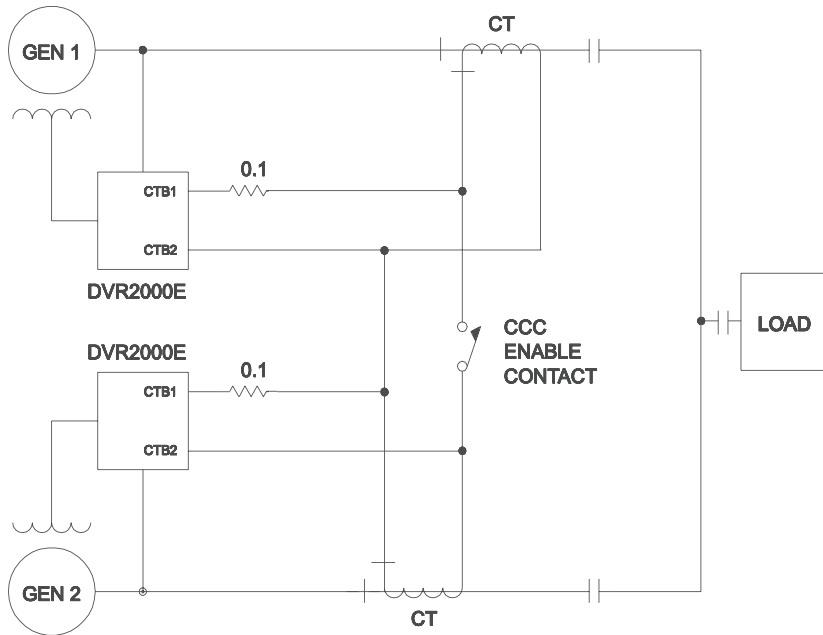 CT
GEN 1
0.1
CTB1
CTB2
DVR2000E
CCC
ENABLE
CONTACT
LOAD
DVR2000E
0.1
CTB1
CTB2
GEN 2
CT